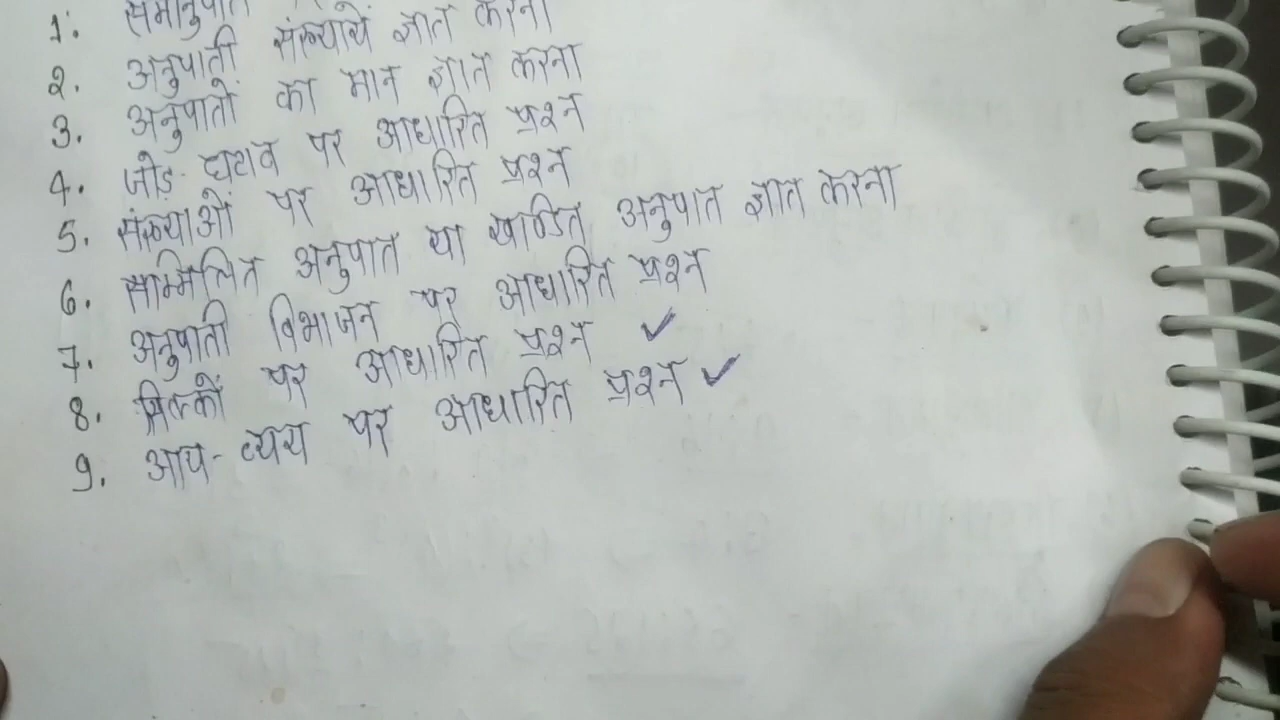 1. समानुपात
2. अनुपाती संख्यायें ज्ञात करना
3. अनुपातों का मान ज्ञात करना
4. जोड़-घटाव पर आधारित प्रश्न
5. संख्याओं पर आधारित प्रश्न
6. सम्मिलित अनुपात या खण्डित अनुपात ज्ञात करना
7. अनुपाती विभाजन पर आधारित प्रश्न
8. सिक्कों पर आधारित प्रश्न ✓
9. आय-व्यय पर आधारित प्रश्न ✓